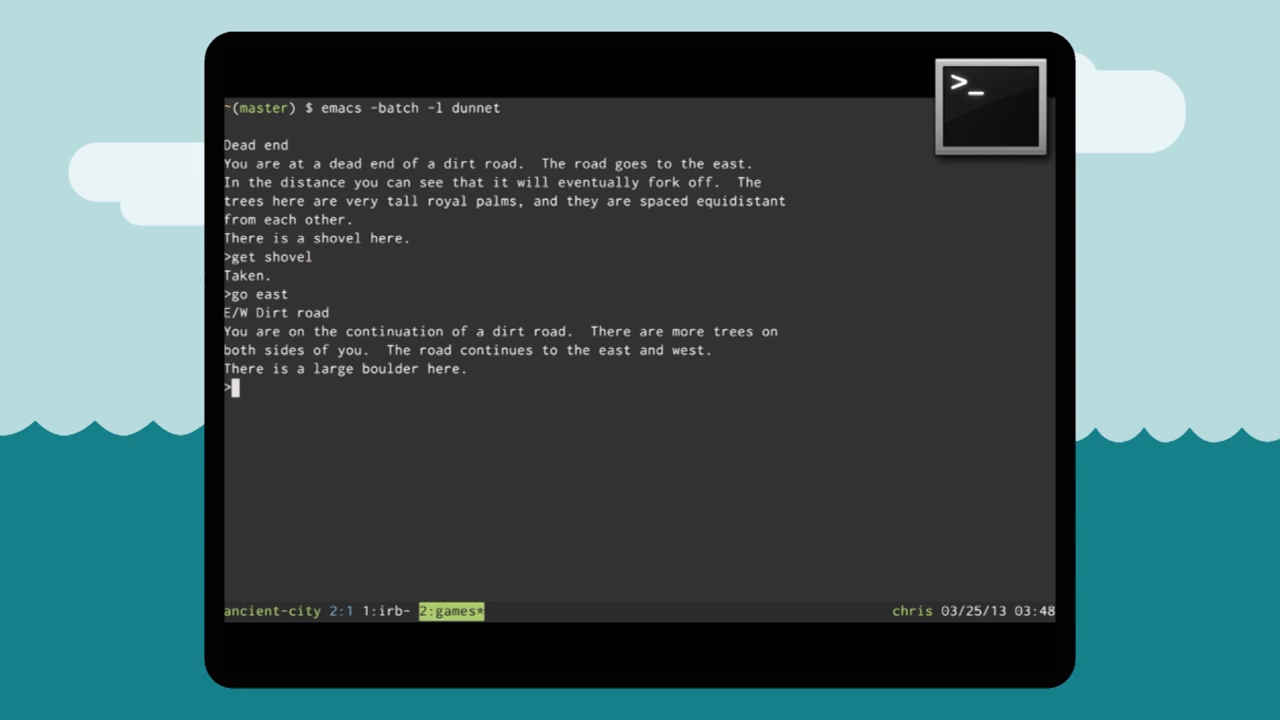 >_
~(master) $ emacs -batch -l dunnet
Dead end
You are at a dead end of a dirt road.  The road goes to the east.
In the distance you can see that it will eventually fork off.  The
trees here are very tall royal palms, and they are spaced equidistant
from each other.
There is a shovel here.
>get shovel
Taken.
>go east
E/W Dirt road
You are on the continuation of a dirt road.  There are more trees on
both sides of you.  The road continues to the east and west.
There is a large boulder here.
>
ancient-city 2:1 1:irb- 2:games* chris 03/25/13 03:48